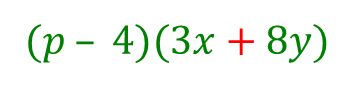 (p – 4)(3x + 8y)